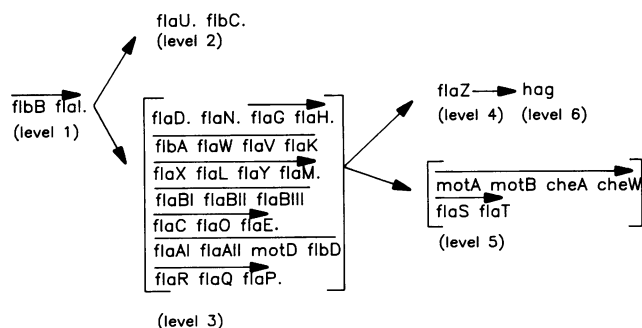 flaU. flbC.
(level 2)
flbB flaI.
(level 1)
flaD. flaN. flaG flaH.
flbA flaW flaV flaK
flaX flaL flaY flaM.
flaBI flaBII flaBIII
flaC flaO flaE.
flaAI flaAII motD flbD
flaR flaQ flaP.
(level 3)
flaZ hag
(level 4) (level 6)
motA motB cheA cheW
flaS flaT
(level 5)